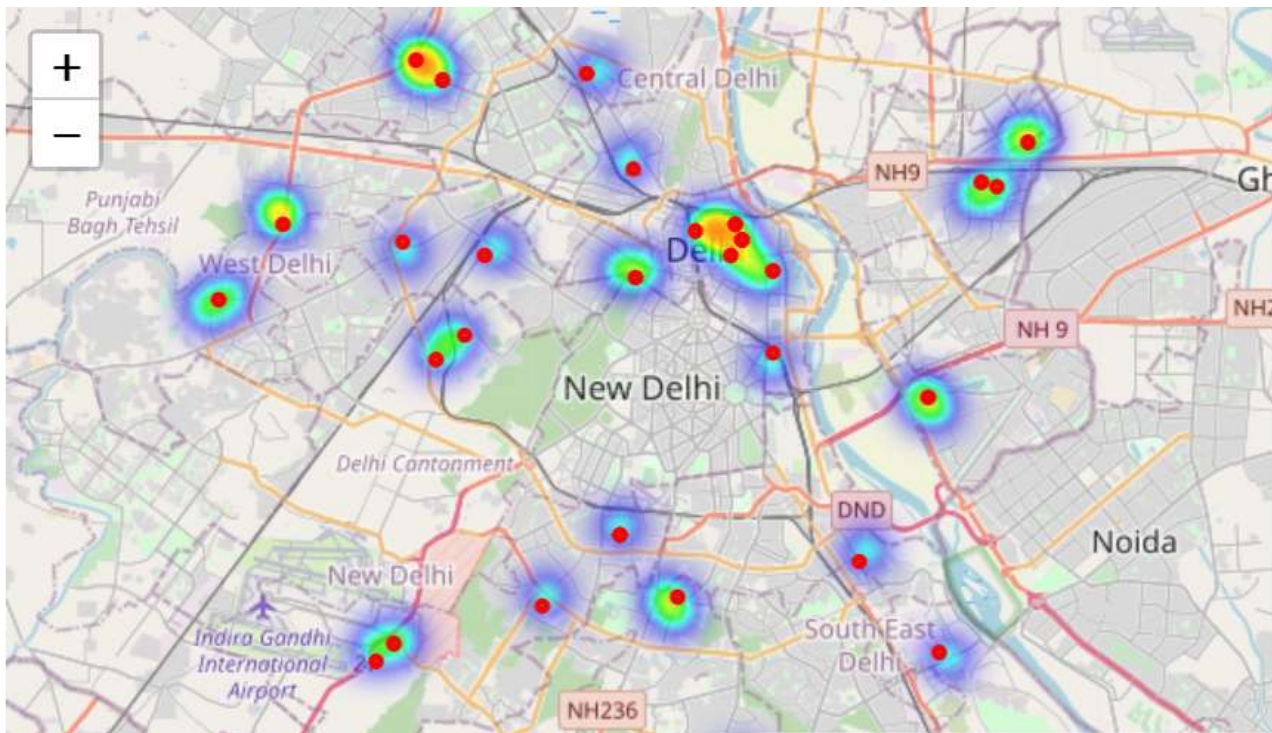 +
−
Central Delhi
NH9
Gh
Punjabi
Bagh Tehsil
West Delhi
NH 9
NH2
New Delhi
Delhi Cantonment
DND
Noida
New Delhi
Indira Gandhi
International
Airport
South East
Delhi
NH236